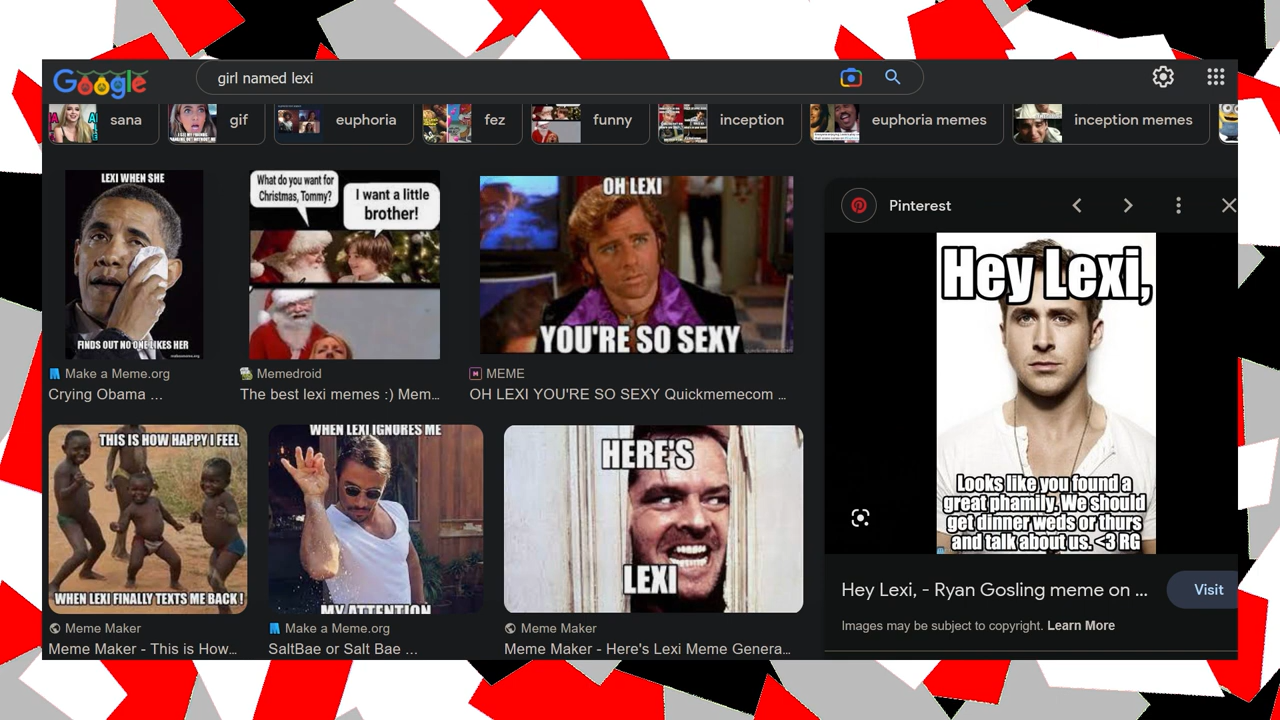 Google
girl named lexi
sana
gif
euphoria
fez
funny
inception
euphoria memes
inception memes
LEXI WHEN SHE
FINDS OUT NO ONE LIKES HER
makeameme.org
Make a Meme.org
Crying Obama ...
What do you want for
Christmas, Tommy?
I want a little
brother!
Memedroid
The best lexi memes :) Mem...
OH LEXI
YOU'RE SO SEXY
quickmeme.com
MEME
OH LEXI YOU'RE SO SEXY Quickmemecom ...
THIS IS HOW HAPPY I FEEL
WHEN LEXI FINALLY TEXTS ME BACK!
Meme Maker
Meme Maker - This is How...
WHEN LEXI IGNORES ME
MY ATTENTION
Make a Meme.org
SaltBae or Salt Bae ...
HERE'S
LEXI
Meme Maker
Meme Maker - Here's Lexi Meme Genera...
Pinterest
Hey Lexi,
Looks like you found a
great phamily. We should
get dinner weds or thurs
and talk about us. <3 RG
Hey Lexi, - Ryan Gosling meme on ...
Visit
Images may be subject to copyright. Learn More